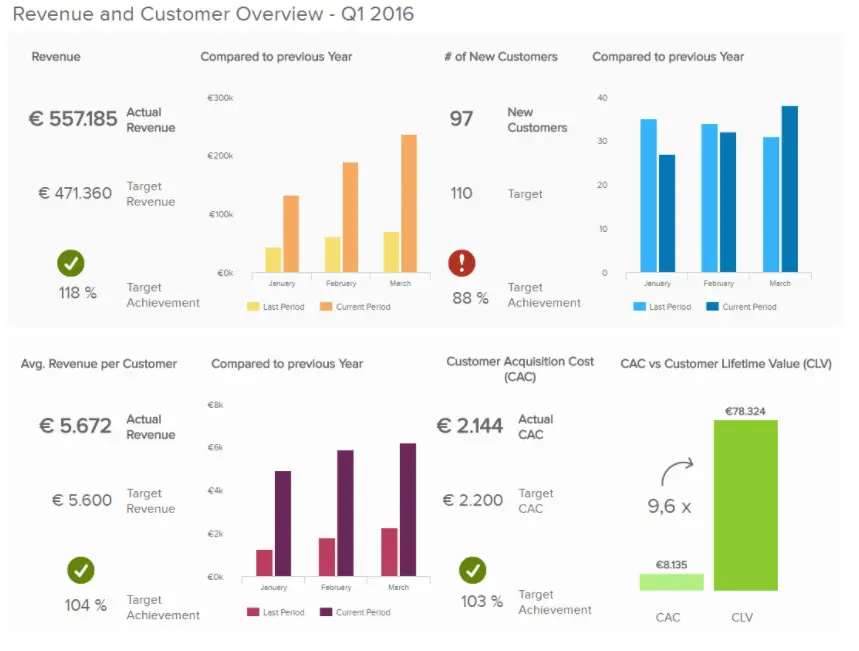 Revenue and Customer Overview - Q1 2016
Revenue
Compared to previous Year
€ 557.185
Actual
Revenue
€ 471.360
Target
Revenue
118 %
Target
Achievement
€300k
€200k
€100k
€0k
January
February
March
Last Period
Current Period
# of New Customers
Compared to previous Year
97
New
Customers
110
Target
88 %
Target
Achievement
40
30
20
10
0
January
February
March
Last Period
Current Period
Avg. Revenue per Customer
Compared to previous Year
€ 5.672
Actual
Revenue
€ 5.600
Target
Revenue
104 %
Target
Achievement
€8k
€6k
€4k
€2k
€0k
January
February
March
Last Period
Current Period
Customer Acquisition Cost
(CAC)
€ 2.144
Actual
CAC
€ 2.200
Target
CAC
103 %
Target
Achievement
CAC vs Customer Lifetime Value (CLV)
€78.324
9,6 x
€8.135
CAC
CLV